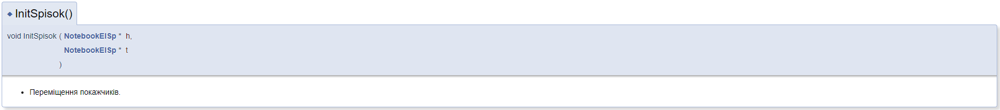 ◆ InitSpisok()
void InitSpisok ( NotebookElSp * h,
NotebookElSp * t
)
• Переміщення покажчиків.